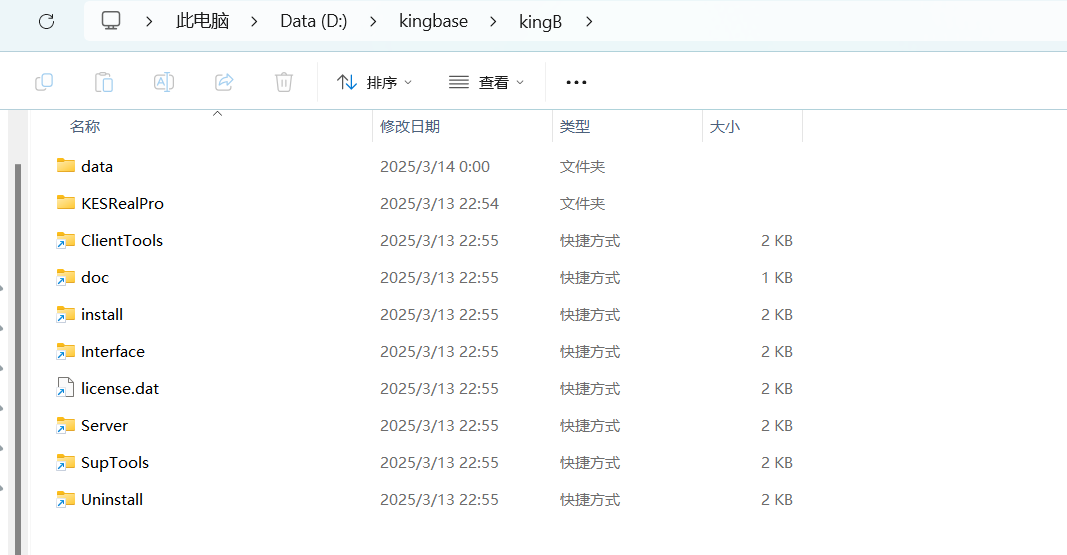 此电脑 Data (D:) kingbase kingB
排序 查看
名称 修改日期 类型 大小
data 2025/3/14 0:00 文件夹
KESRealPro 2025/3/13 22:54 文件夹
ClientTools 2025/3/13 22:55 快捷方式 2 KB
doc 2025/3/13 22:55 快捷方式 1 KB
install 2025/3/13 22:55 快捷方式 2 KB
Interface 2025/3/13 22:55 快捷方式 2 KB
license.dat 2025/3/13 22:55 快捷方式 2 KB
Server 2025/3/13 22:55 快捷方式 2 KB
SupTools 2025/3/13 22:55 快捷方式 2 KB
Uninstall 2025/3/13 22:55 快捷方式 2 KB